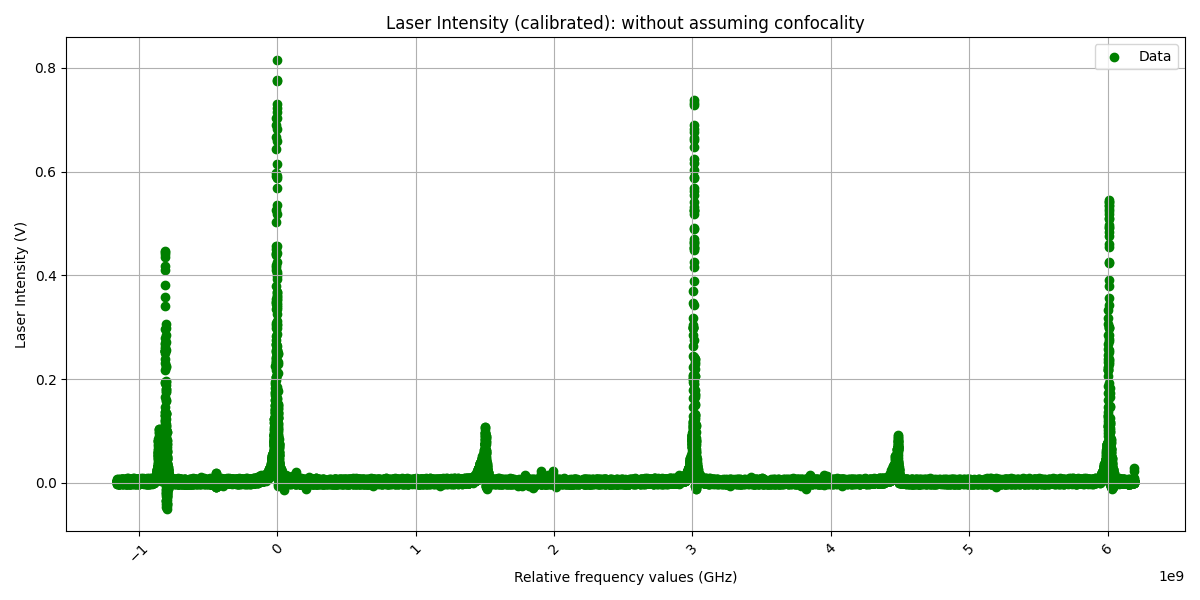 Laser Intensity (calibrated): without assuming confocality
Data
Laser Intensity (V)
0.8
0.6
0.4
0.2
0.0
−1 0 1 2 3 4 5 6
1e9
Relative frequency values (GHz)